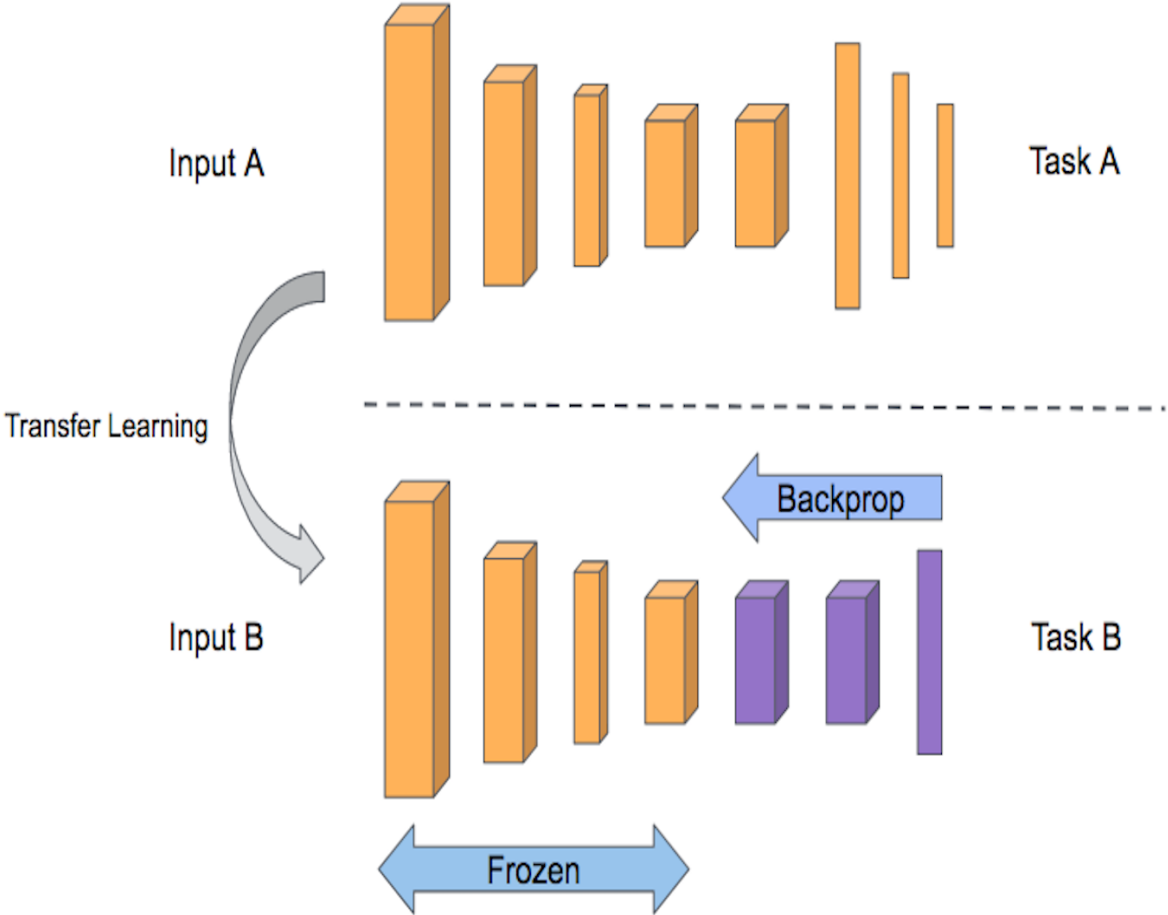 Input A
Task A
Transfer Learning
Backprop
Input B
Task B
Frozen